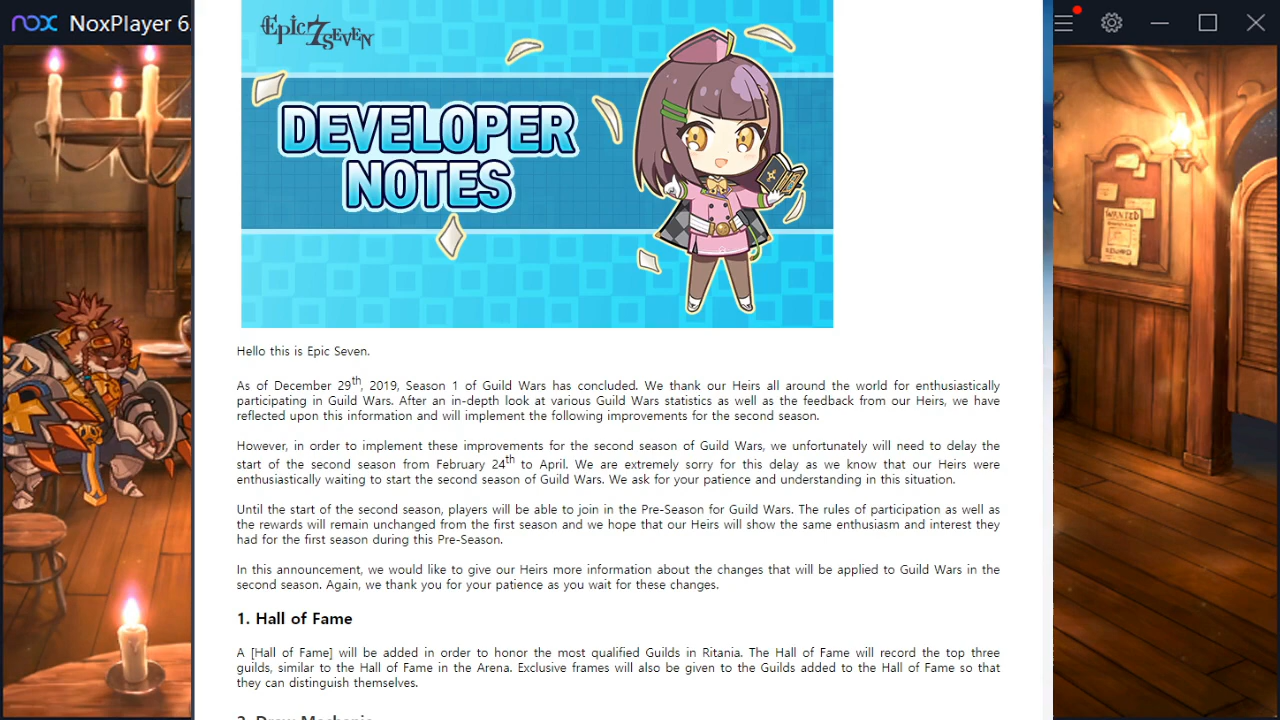 nox NoxPlayer 6.
Epic SEVEN
DEVELOPER
NOTES
WANTED
Hello this is Epic Seven.
As of December 29th, 2019, Season 1 of Guild Wars has concluded. We thank our Heirs all around the world for enthusiastically
participating in Guild Wars. After an in-depth look at various Guild Wars statistics as well as the feedback from our Heirs, we have
reflected upon this information and will implement the following improvements for the second season.
However, in order to implement these improvements for the second season of Guild Wars, we unfortunately will need to delay the
start of the second season from February 24th to April. We are extremely sorry for this delay as we know that our Heirs were
enthusiastically waiting to start the second season of Guild Wars. We ask for your patience and understanding in this situation.
Until the start of the second season, players will be able to join in the Pre-Season for Guild Wars. The rules of participation as well as
the rewards will remain unchanged from the first season and we hope that our Heirs will show the same enthusiasm and interest they
had for the first season during this Pre-Season.
In this announcement, we would like to give our Heirs more information about the changes that will be applied to Guild Wars in the
second season. Again, we thank you for your patience as you wait for these changes.
1. Hall of Fame
A [Hall of Fame] will be added in order to honor the most qualified Guilds in Ritania. The Hall of Fame will record the top three
guilds, similar to the Hall of Fame in the Arena. Exclusive frames will also be given to the Guilds added to the Hall of Fame so that
they can distinguish themselves.
2. Draw Mechanic